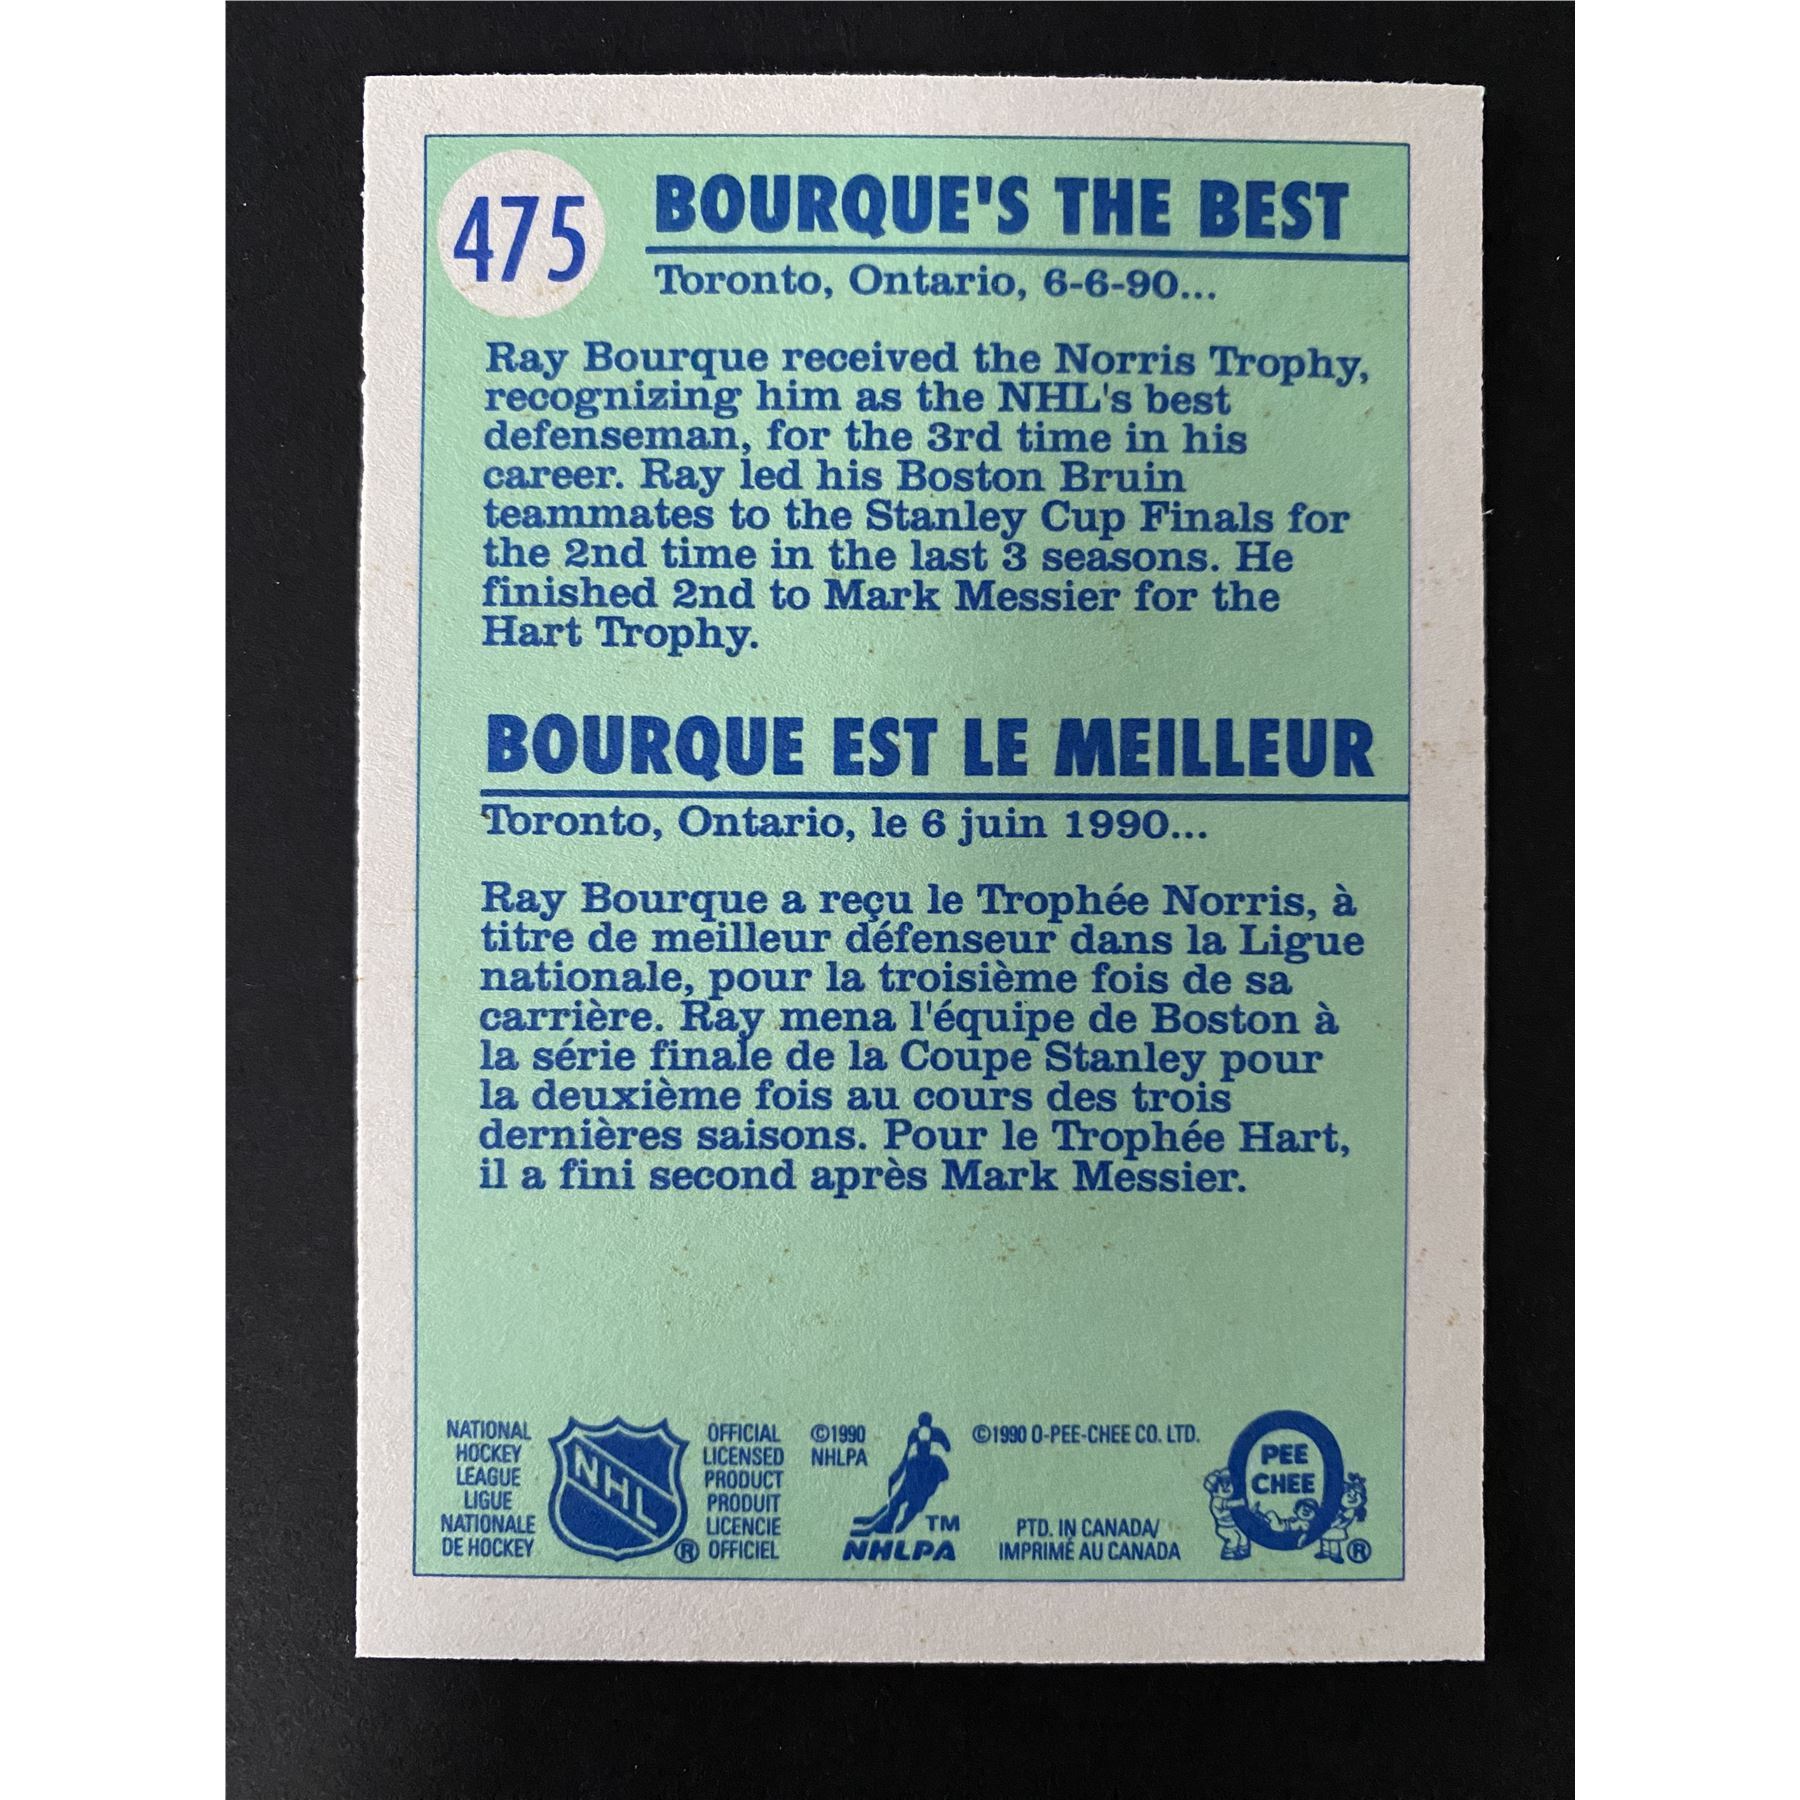 475
BOURQUE'S THE BEST
Toronto, Ontario, 6-6-90...
Ray Bourque received the Norris Trophy,
recognizing him as the NHL's best
defenseman, for the 3rd time in his
career. Ray led his Boston Bruin
teammates to the Stanley Cup Finals for
the 2nd time in the last 3 seasons. He
finished 2nd to Mark Messier for the
Hart Trophy.
BOURQUE EST LE MEILLEUR
Toronto, Ontario, le 6 juin 1990...
Ray Bourque a reçu le Trophée Norris, à
titre de meilleur défenseur dans la Ligue
nationale, pour la troisième fois de sa
carrière. Ray mena l'équipe de Boston à
la série finale de la Coupe Stanley pour
la deuxième fois au cours des trois
dernières saisons. Pour le Trophée Hart,
il a fini second après Mark Messier.
NATIONAL
HOCKEY
LEAGUE
LIGUE
NATIONALE
DE HOCKEY
NHL
®
OFFICIAL
LICENSED
PRODUCT
PRODUIT
LICENCIE
OFFICIEL
©1990
NHLPA
TM
NHLPA
©1990 O-PEE-CHEE CO. LTD.
PTD. IN CANADA/
IMPRIMÉ AU CANADA
O
PEE
CHEE
®